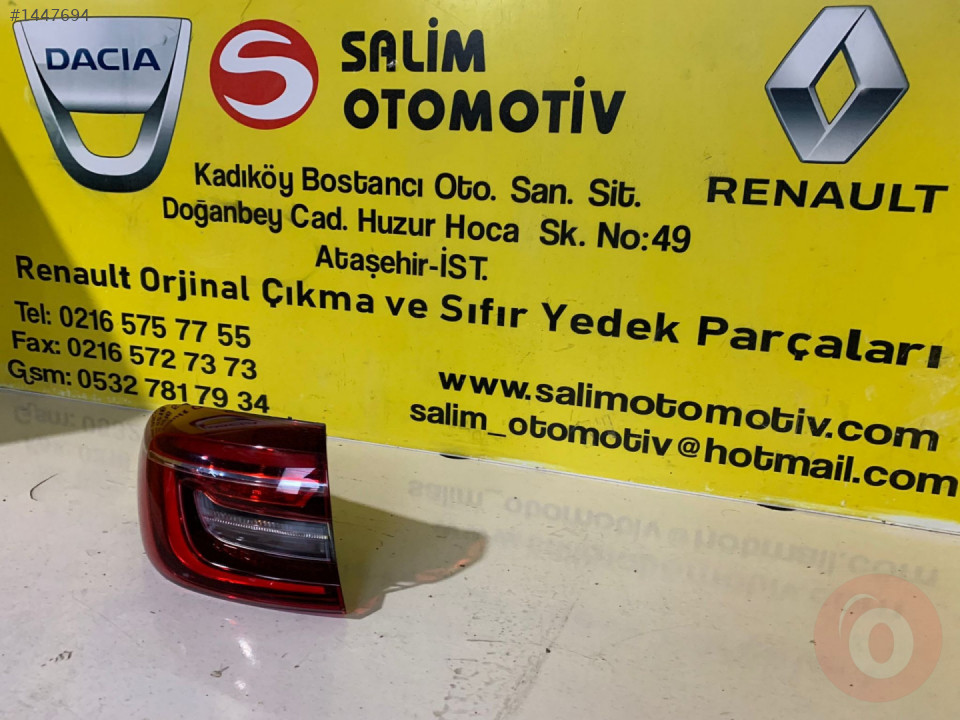 #1447694
DACIA
S SALİM
OTOMOTİV
RENAULT
Kadıköy Bostancı Oto. San. Sit.
Doğanbey Cad. Huzur Hoca Sk. No:49
Ataşehir-İST.
Renault Orjinal Çıkma ve Sıfır Yedek Parçaları
Tel: 0216 575 77 55
Fax: 0216 572 73 73
Gsm: 0532 781 79 34
www.salimotomotiv.com
salim_otomotiv@hotmail.com